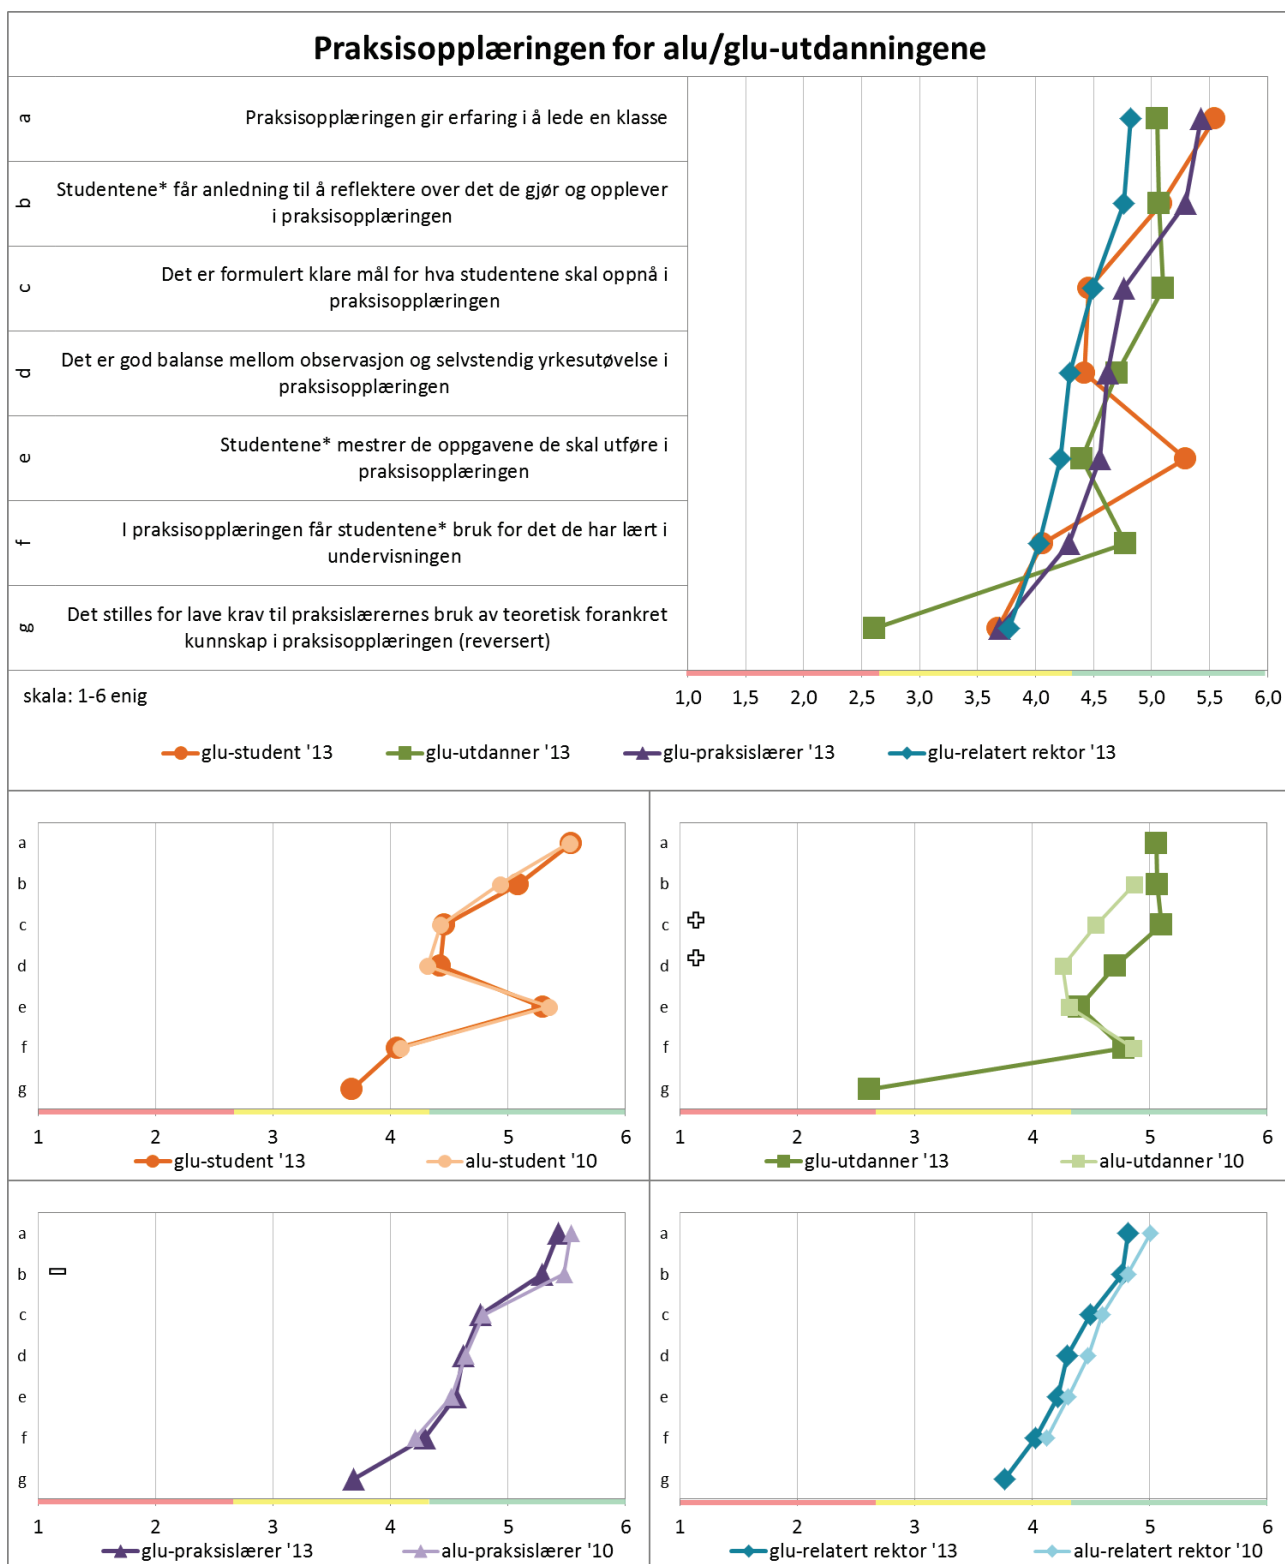 Praksisopplæringen for alu/glu-utdanningene
a
Praksisopplæringen gir erfaring i å lede en klasse
b
Studentene* får anledning til å reflektere over det de gjør og opplever
i praksisopplæringen
c
Det er formulert klare mål for hva studentene skal oppnå i
praksisopplæringen
d
Det er god balanse mellom observasjon og selvstendig yrkesutøvelse i
praksisopplæringen
e
Studentene* mestrer de oppgavene de skal utføre i
praksisopplæringen
f
I praksisopplæringen får studentene* bruk for det de har lært i
undervisningen
g
Det stilles for lave krav til praksislærernes bruk av teoretisk forankret
kunnskap i praksisopplæringen (reversert)
skala: 1-6 enig
1,0 1,5 2,0 2,5 3,0 3,5 4,0 4,5 5,0 5,5 6,0
glu-student '13 glu-utdanner '13 glu-praksislærer '13 glu-relatert rektor '13
a
b
c
d
e
f
g
1 2 3 4 5 6
glu-student '13 alu-student '10
a
b
c
d
e
f
g
1 2 3 4 5 6
glu-utdanner '13 alu-utdanner '10
a
b
c
d
e
f
g
1 2 3 4 5 6
glu-praksislærer '13 alu-praksislærer '10
a
b
c
d
e
f
g
1 2 3 4 5 6
glu-relatert rektor '13 alu-relatert rektor '10